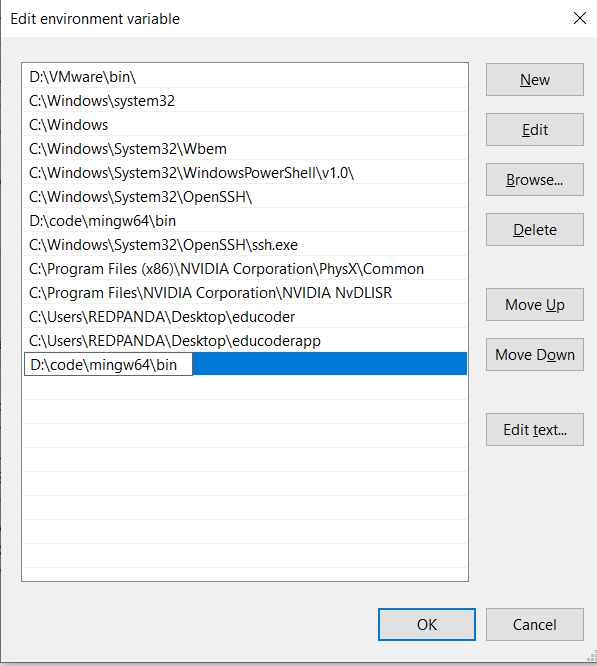 Edit environment variable
D:\VMware\bin\
C:\Windows\system32
C:\Windows
C:\Windows\System32\Wbem
C:\Windows\System32\WindowsPowerShell\v1.0\
C:\Windows\System32\OpenSSH\
D:\code\mingw64\bin
C:\Windows\System32\OpenSSH\ssh.exe
C:\Program Files (x86)\NVIDIA Corporation\PhysX\Common
C:\Program Files\NVIDIA Corporation\NVIDIA NvDLISR
C:\Users\REDPANDA\Desktop\educoder
C:\Users\REDPANDA\Desktop\educoderapp
D:\code\mingw64\bin
New
Edit
Browse...
Delete
Move Up
Move Down
Edit text...
OK
Cancel